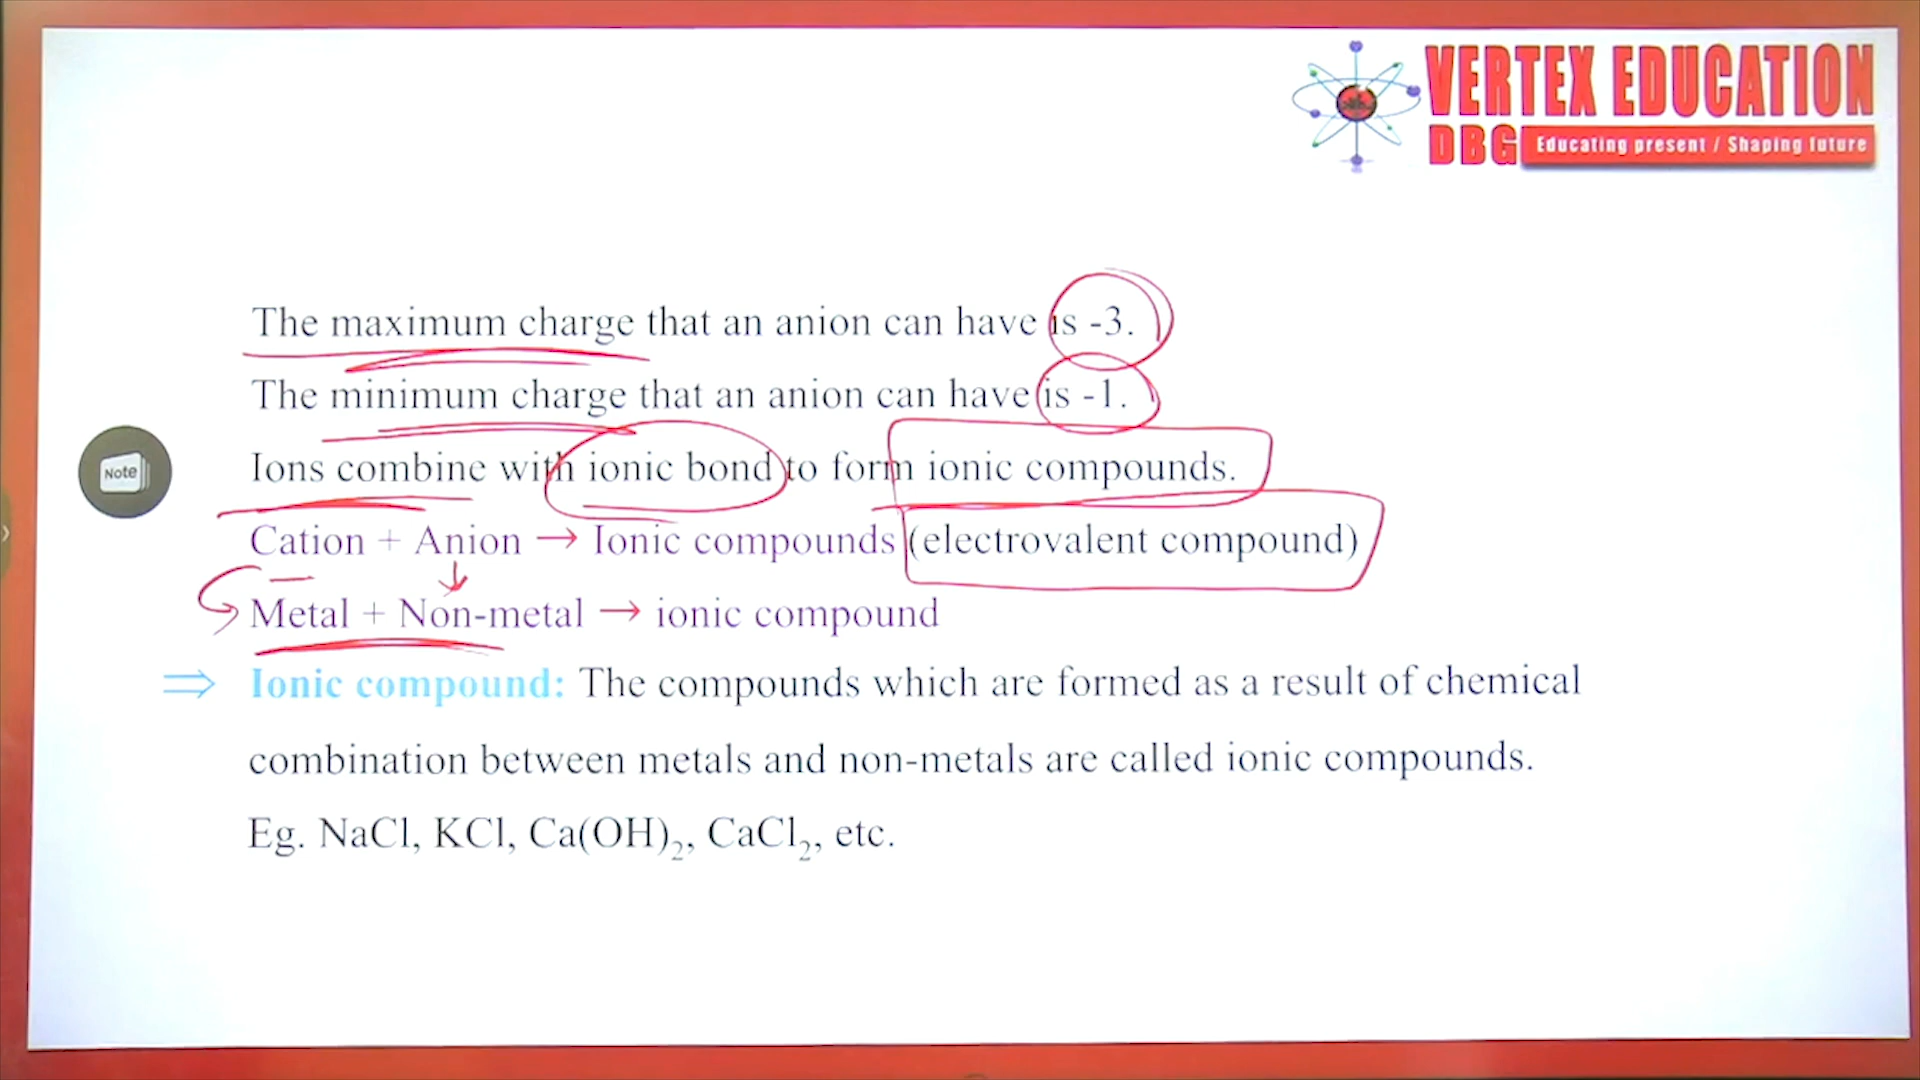 VERTEX EDUCATION
DBG Educating present / Shaping future
The maximum charge that an anion can have is -3.
The minimum charge that an anion can have is -1.
Note
Ions combine with ionic bond to form ionic compounds.
Cation + Anion → Ionic compounds (electrovalent compound)
Metal + Non-metal → ionic compound
⇒ Ionic compound: The compounds which are formed as a result of chemical
combination between metals and non-metals are called ionic compounds.
Eg. NaCl, KCl, Ca(OH)₂, CaCl₂, etc.